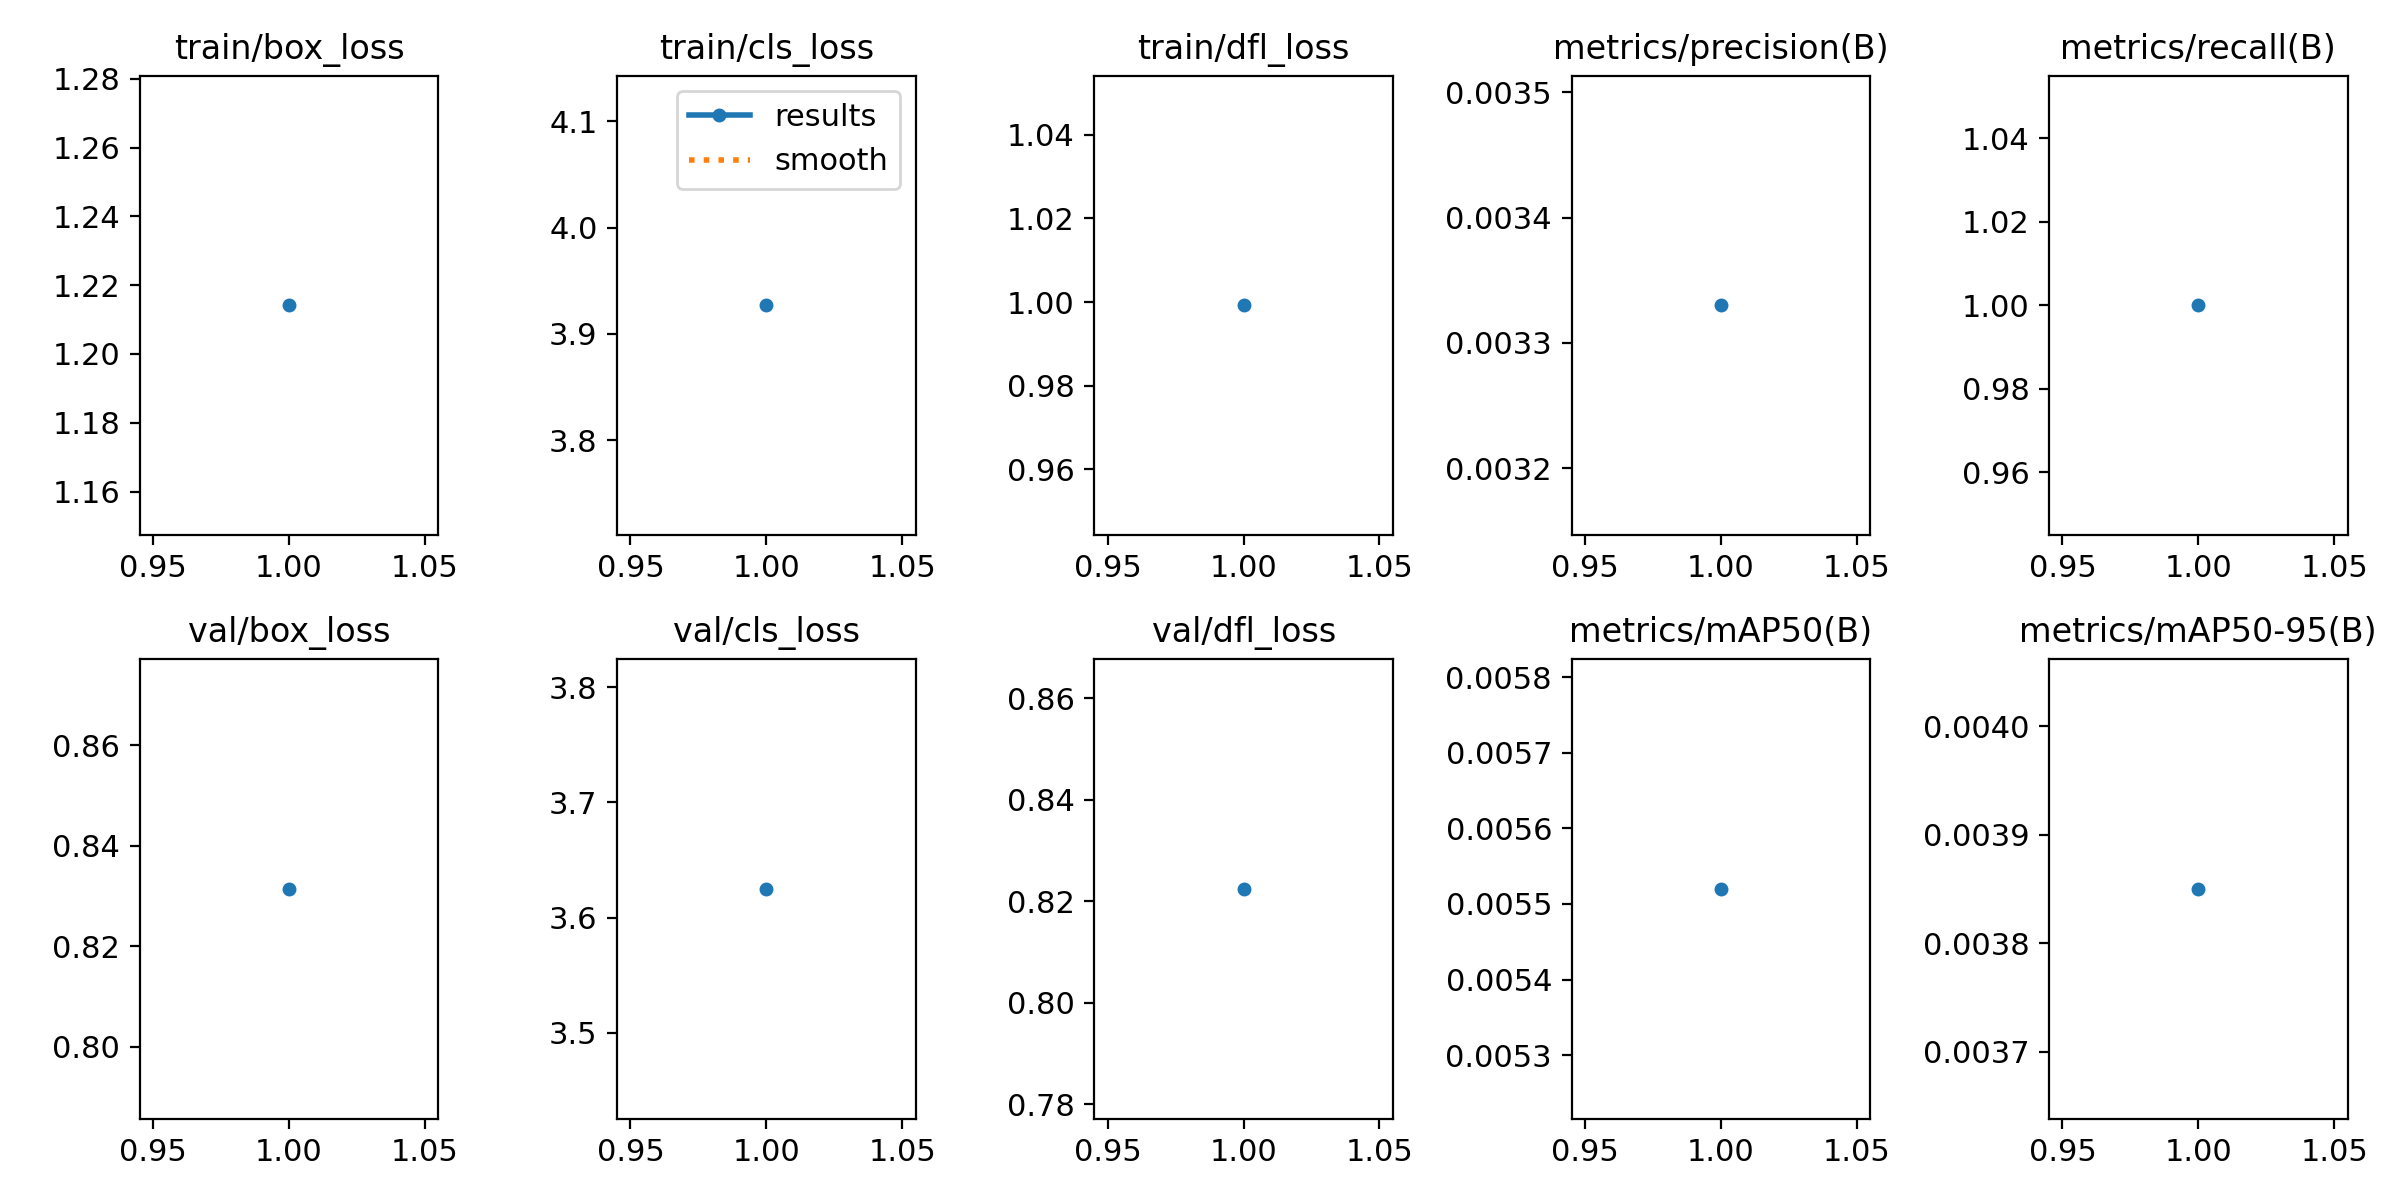 train/box_loss
1.28
1.26
1.24
1.22
1.20
1.18
1.16
0.95 1.00 1.05
train/cls_loss
results
smooth
4.1
4.0
3.9
3.8
0.95 1.00 1.05
train/dfl_loss
1.04
1.02
1.00
0.98
0.96
0.95 1.00 1.05
metrics/precision(B)
0.0035
0.0034
0.0033
0.0032
0.95 1.00 1.05
metrics/recall(B)
1.04
1.02
1.00
0.98
0.96
0.95 1.00 1.05
val/box_loss
0.86
0.84
0.82
0.80
0.95 1.00 1.05
val/cls_loss
3.8
3.7
3.6
3.5
0.95 1.00 1.05
val/dfl_loss
0.86
0.84
0.82
0.80
0.78
0.95 1.00 1.05
metrics/mAP50(B)
0.0058
0.0057
0.0056
0.0055
0.0054
0.0053
0.95 1.00 1.05
metrics/mAP50-95(B)
0.0040
0.0039
0.0038
0.0037
0.95 1.00 1.05